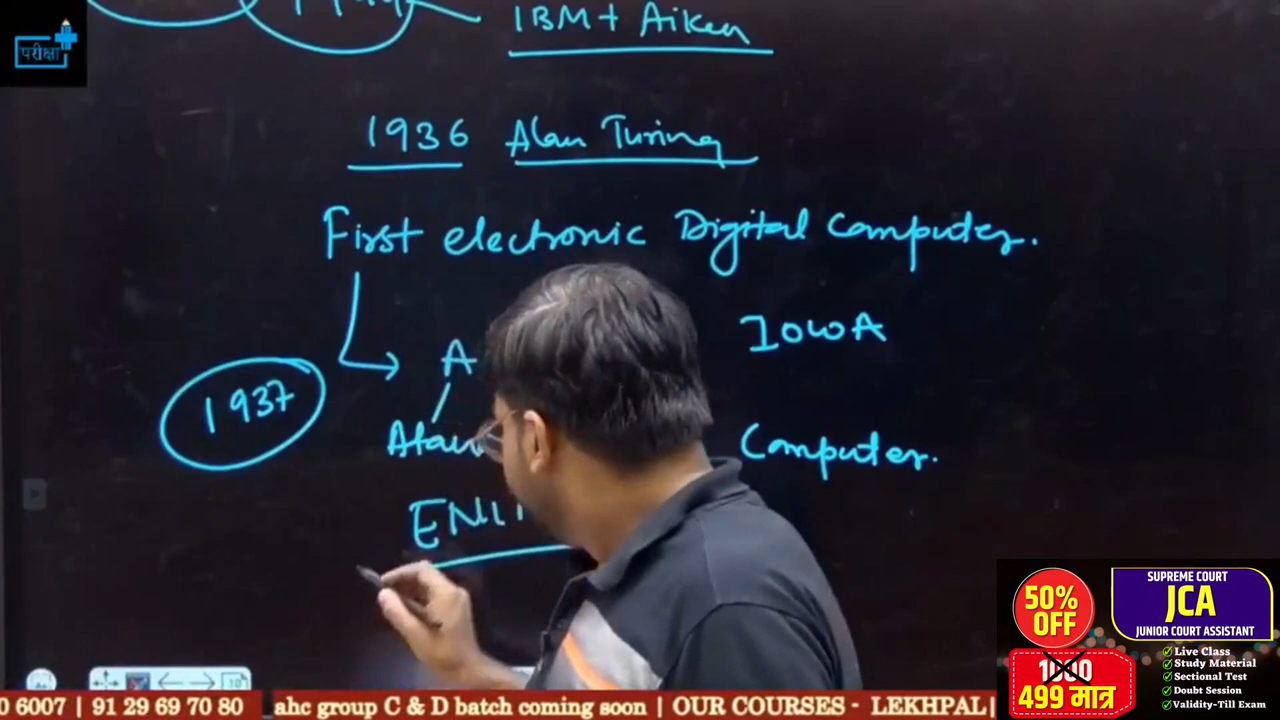 परीक्षा
IBM + Aiken
1936 Alan Turing
First electronic Digital Computer.
IOWA
A
1937
Computer.
50%
OFF
SUPREME COURT
JCA
JUNIOR COURT ASSISTANT
1000
499 मात्र
Live Class
Study Material
Sectional Test
Doubt Session
Validity-Till Exam
0 6007 | 91 29 69 70 80 ahc group C & D batch coming soon | OUR COURSES - LEKHPAL|